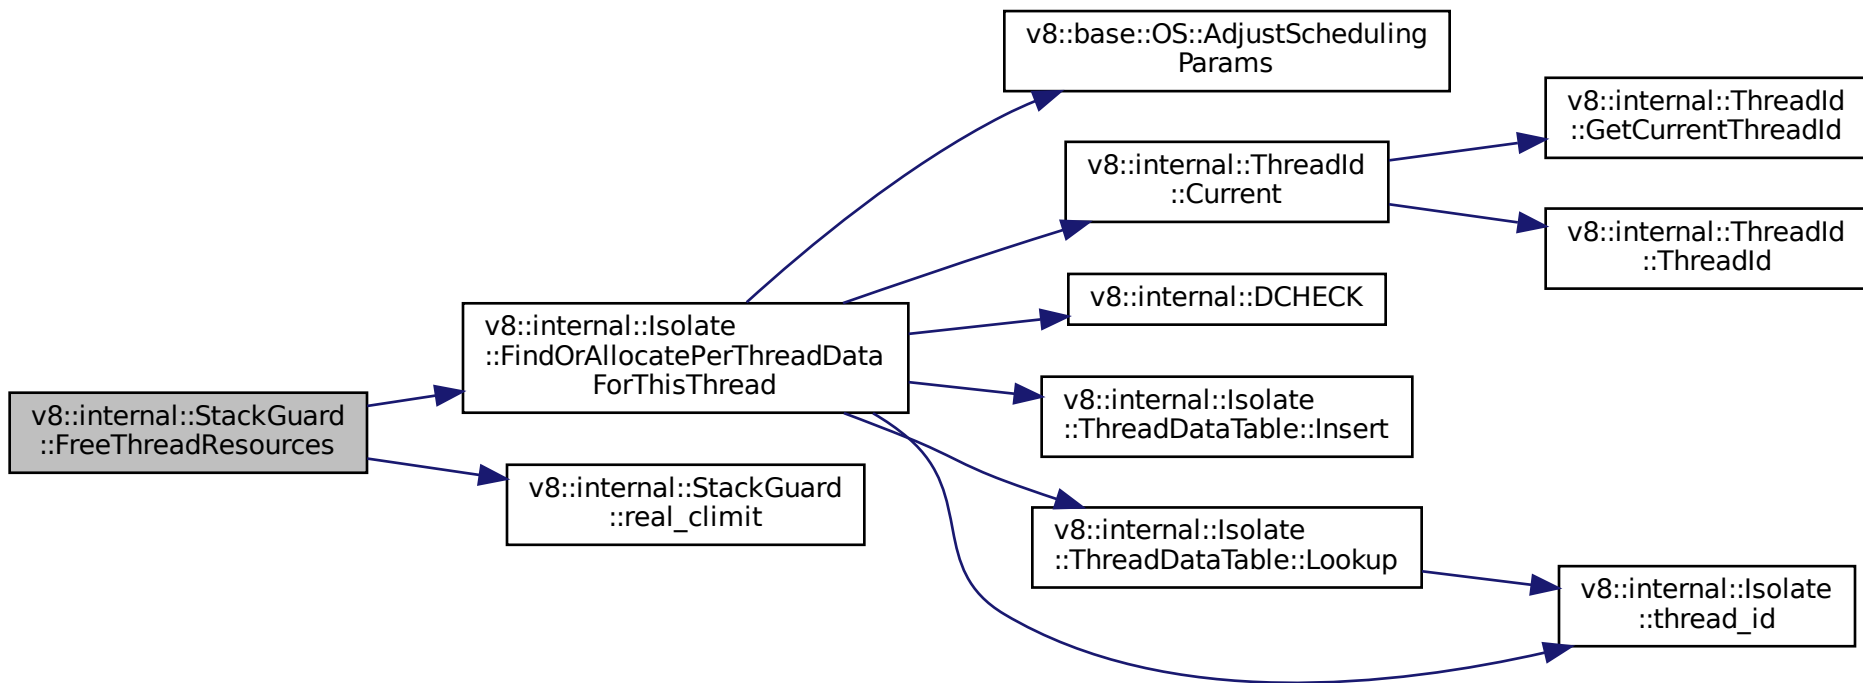 v8::internal::StackGuard
::FreeThreadResources
v8::internal::Isolate
::FindOrAllocatePerThreadData
ForThisThread
v8::internal::StackGuard
::real_climit
v8::base::OS::AdjustScheduling
Params
v8::internal::ThreadId
::Current
v8::internal::DCHECK
v8::internal::Isolate
::ThreadDataTable::Insert
v8::internal::Isolate
::ThreadDataTable::Lookup
v8::internal::ThreadId
::GetCurrentThreadId
v8::internal::ThreadId
::ThreadId
v8::internal::Isolate
::thread_id